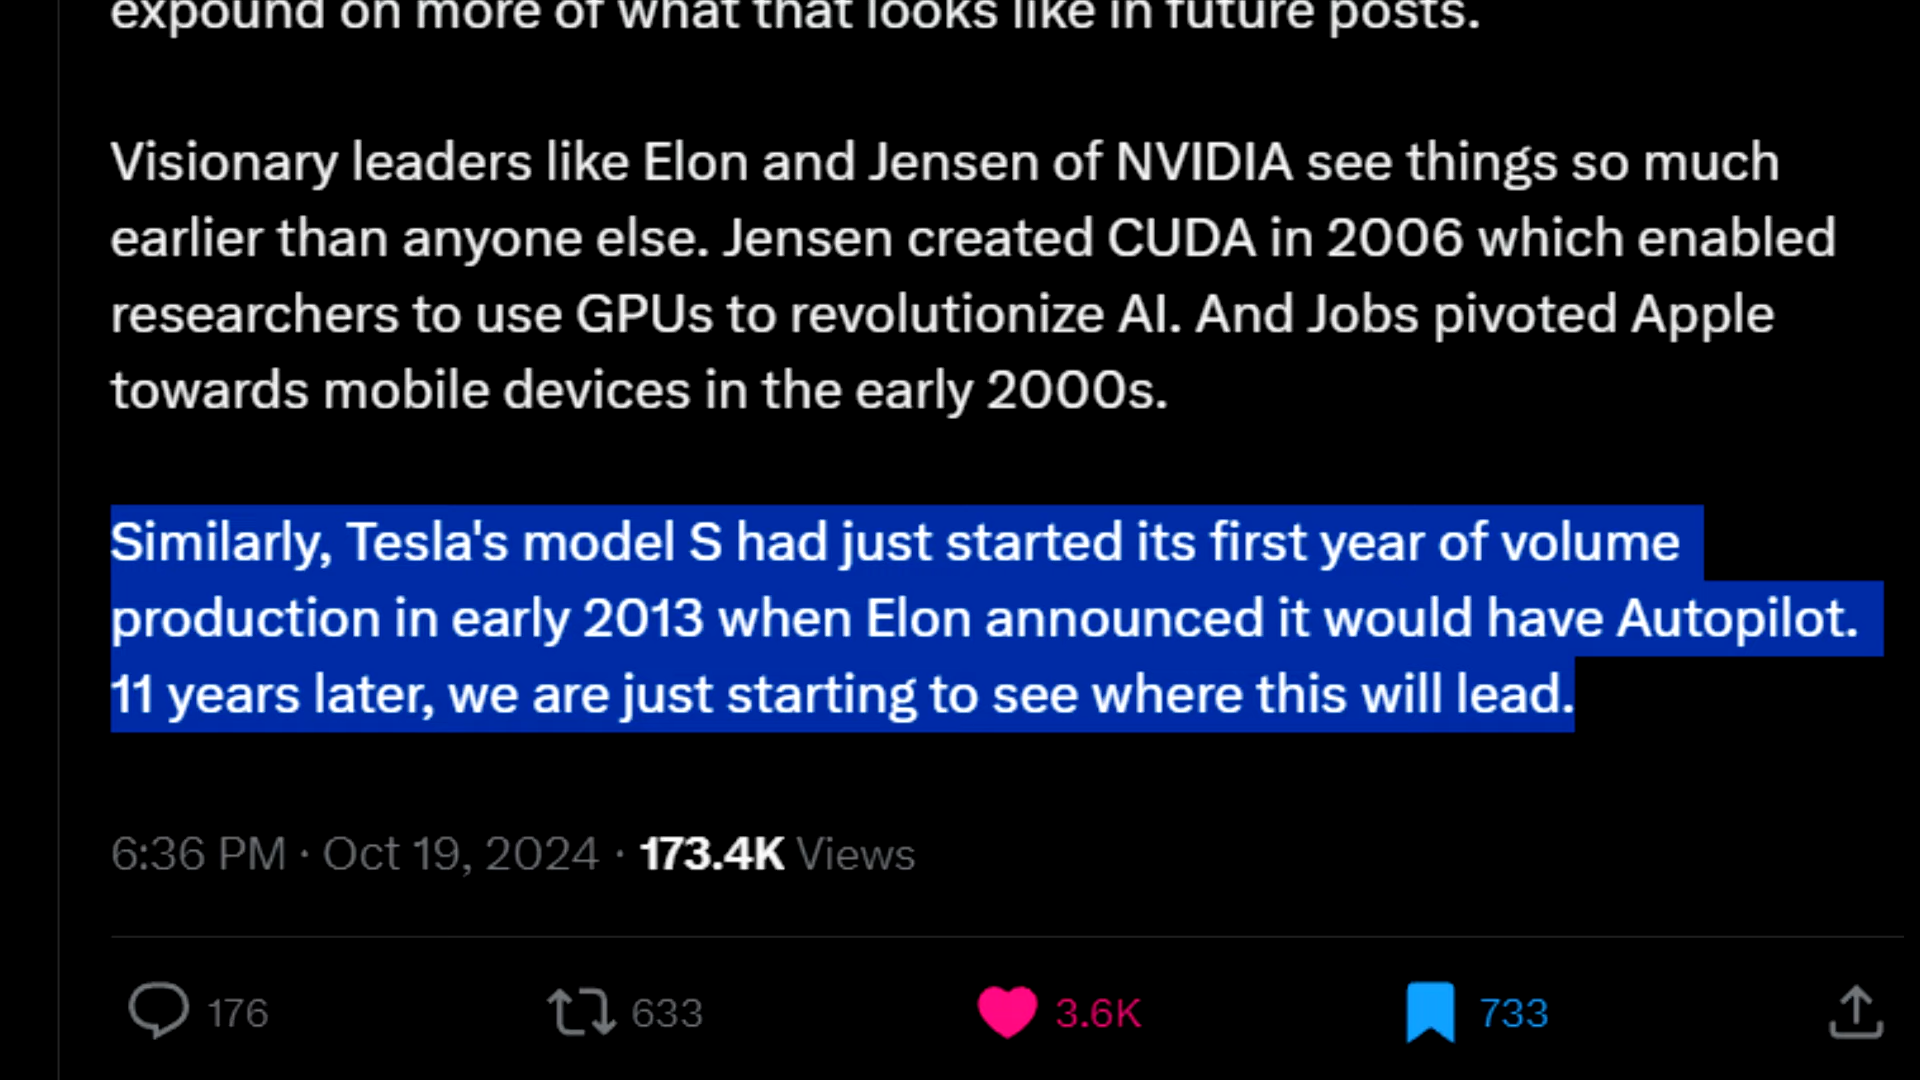 expound on more of what that looks like in future posts.
Visionary leaders like Elon and Jensen of NVIDIA see things so much
earlier than anyone else. Jensen created CUDA in 2006 which enabled
researchers to use GPUs to revolutionize AI. And Jobs pivoted Apple
towards mobile devices in the early 2000s.
Similarly, Tesla's model S had just started its first year of volume
production in early 2013 when Elon announced it would have Autopilot.
11 years later, we are just starting to see where this will lead.
6:36 PM · Oct 19, 2024 · 173.4K Views
176 633 3.6K 733